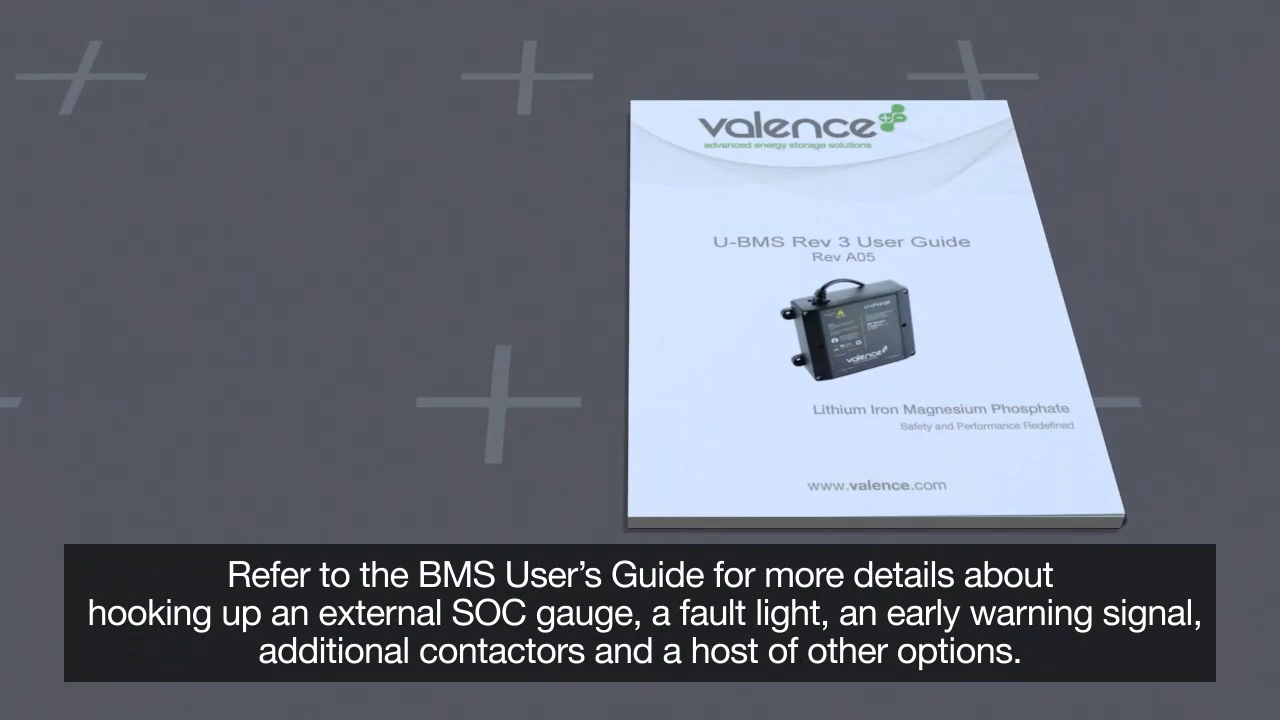 valence
advanced energy storage solutions
U-BMS Rev 3 User Guide
Rev A05
u-charge
valence
Lithium Iron Magnesium Phosphate
Safety and Performance Redefined
www.valence.com
Refer to the BMS User’s Guide for more details about
hooking up an external SOC gauge, a fault light, an early warning signal,
additional contactors and a host of other options.